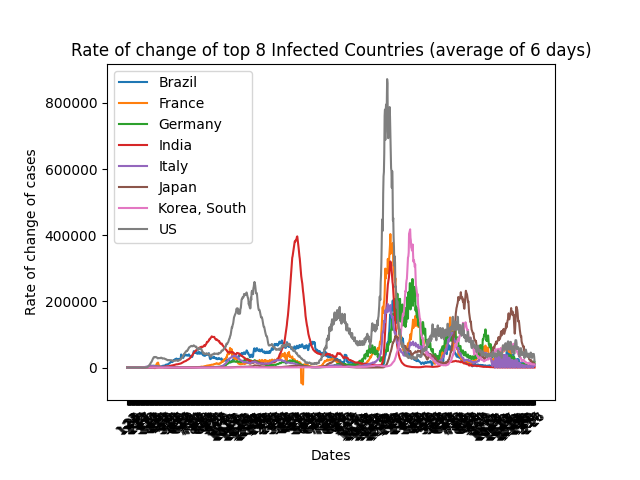 Rate of change of top 8 Infected Countries (average of 6 days)
Brazil
France
Germany
India
Italy
Japan
Korea, South
US
800000
600000
400000
200000
0
Rate of change of cases
Dates